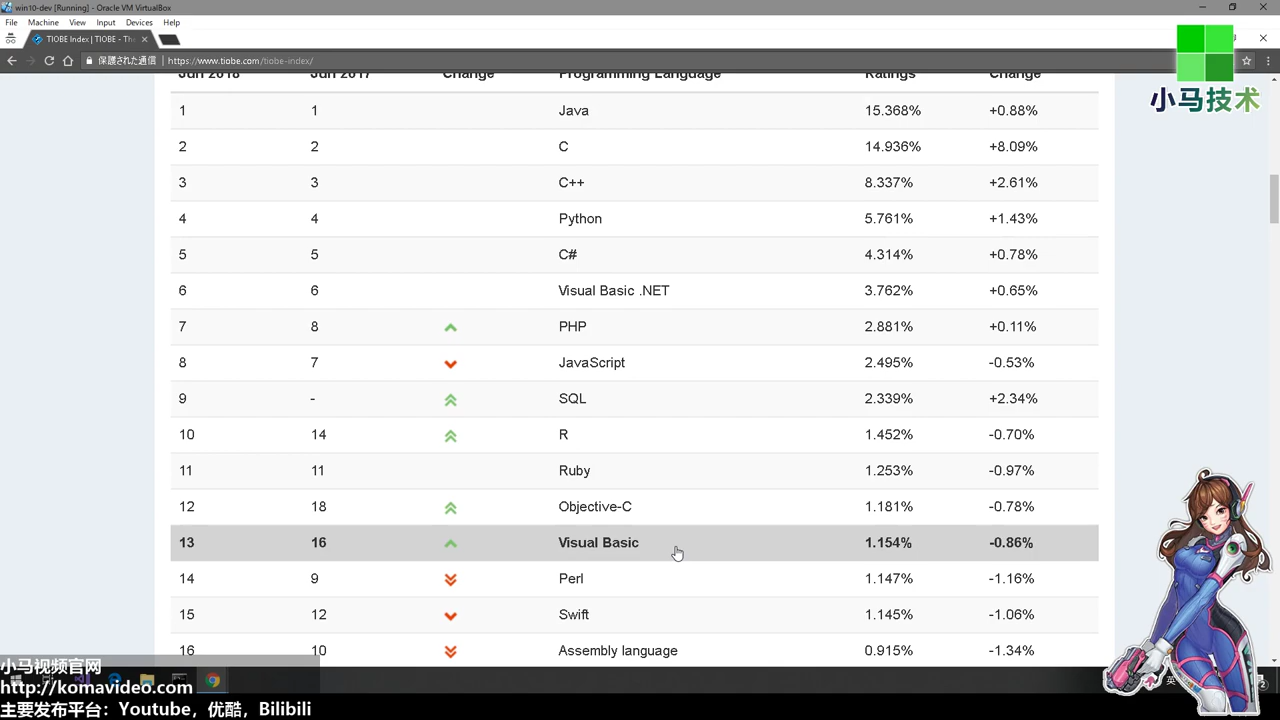 win10-dev [Running] - Oracle VM VirtualBox
File Machine View Input Devices Help
TIOBE Index | TIOBE - The
保護された通信 https://www.tiobe.com/tiobe-index/
小马技术
Jun 2018 Jun 2017 Change Programming Language Ratings Change
1 1 Java 15.368% +0.88%
2 2 C 14.936% +8.09%
3 3 C++ 8.337% +2.61%
4 4 Python 5.761% +1.43%
5 5 C# 4.314% +0.78%
6 6 Visual Basic .NET 3.762% +0.65%
7 8 PHP 2.881% +0.11%
8 7 JavaScript 2.495% -0.53%
9 - SQL 2.339% +2.34%
10 14 R 1.452% -0.70%
11 11 Ruby 1.253% -0.97%
12 18 Objective-C 1.181% -0.78%
13 16 Visual Basic 1.154% -0.86%
14 9 Perl 1.147% -1.16%
15 12 Swift 1.145% -1.06%
16 10 Assembly language 0.915% -1.34%
小马视频官网
http://komavideo.com
主要发布平台：Youtube，优酷，Bilibili
英
2